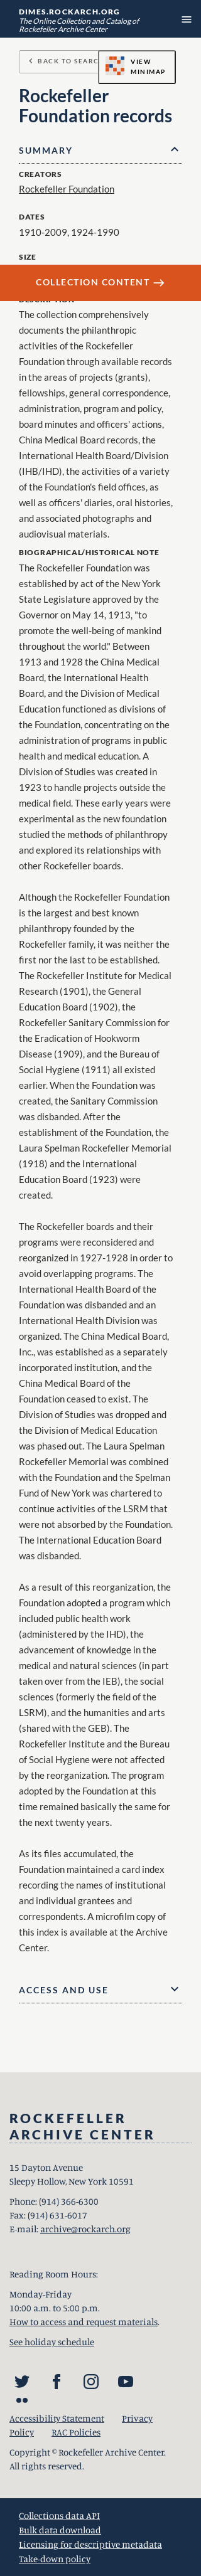 DIMES.ROCKARCH.ORG
The Online Collection and Catalog of
Rockefeller Archive Center
BACK TO SEARC
VIEW
MINIMAP
Rockefeller
Foundation records
SUMMARY
CREATORS
Rockefeller Foundation
DATES
1910-2009, 1924-1990
SIZE
COLLECTION CONTENT
DESCRIPTION
The collection comprehensively
documents the philanthropic
activities of the Rockefeller
Foundation through available records
in the areas of projects (grants),
fellowships, general correspondence,
administration, program and policy,
board minutes and officers' actions,
China Medical Board records, the
International Health Board/Division
(IHB/IHD), the activities of a variety
of the Foundation's field offices, as
well as officers' diaries, oral histories,
and associated photographs and
audiovisual materials.
BIOGRAPHICAL/HISTORICAL NOTE
The Rockefeller Foundation was
established by act of the New York
State Legislature approved by the
Governor on May 14, 1913, "to
promote the well-being of mankind
throughout the world." Between
1913 and 1928 the China Medical
Board, the International Health
Board, and the Division of Medical
Education functioned as divisions of
the Foundation, concentrating on the
administration of programs in public
health and medical education. A
Division of Studies was created in
1923 to handle projects outside the
medical field. These early years were
experimental as the new foundation
studied the methods of philanthropy
and explored its relationships with
other Rockefeller boards.
Although the Rockefeller Foundation
is the largest and best known
philanthropy founded by the
Rockefeller family, it was neither the
first nor the last to be established.
The Rockefeller Institute for Medical
Research (1901), the General
Education Board (1902), the
Rockefeller Sanitary Commission for
the Eradication of Hookworm
Disease (1909), and the Bureau of
Social Hygiene (1911) all existed
earlier. When the Foundation was
created, the Sanitary Commission
was disbanded. After the
establishment of the Foundation, the
Laura Spelman Rockefeller Memorial
(1918) and the International
Education Board (1923) were
created.
The Rockefeller boards and their
programs were reconsidered and
reorganized in 1927-1928 in order to
avoid overlapping programs. The
International Health Board of the
Foundation was disbanded and an
International Health Division was
organized. The China Medical Board,
Inc., was established as a separately
incorporated institution, and the
China Medical Board of the
Foundation ceased to exist. The
Division of Studies was dropped and
the Division of Medical Education
was phased out. The Laura Spelman
Rockefeller Memorial was combined
with the Foundation and the Spelman
Fund of New York was chartered to
continue activities of the LSRM that
were not absorbed by the Foundation.
The International Education Board
was disbanded.
As a result of this reorganization, the
Foundation adopted a program which
included public health work
(administered by the IHD), the
advancement of knowledge in the
medical and natural sciences (in part
taken over from the IEB), the social
sciences (formerly the field of the
LSRM), and the humanities and arts
(shared with the GEB). The
Rockefeller Institute and the Bureau
of Social Hygiene were not affected
by the reorganization. The program
adopted by the Foundation at this
time remained basically the same for
the next twenty years.
As its files accumulated, the
Foundation maintained a card index
recording the names of institutional
and individual grantees and
correspondents. A microfilm copy of
this index is available at the Archive
Center.
ACCESS AND USE
ROCKEFELLER
ARCHIVE CENTER
15 Dayton Avenue
Sleepy Hollow, New York 10591
Phone: (914) 366-6300
Fax: (914) 631-6017
E-mail: archive@rockarch.org
Reading Room Hours:
Monday-Friday
10:00 a.m. to 5:00 p.m.
How to access and request materials.
See holiday schedule
Accessibility Statement Privacy
Policy RAC Policies
Copyright © Rockefeller Archive Center.
All rights reserved.
Collections data API
Bulk data download
Licensing for descriptive metadata
Take-down policy